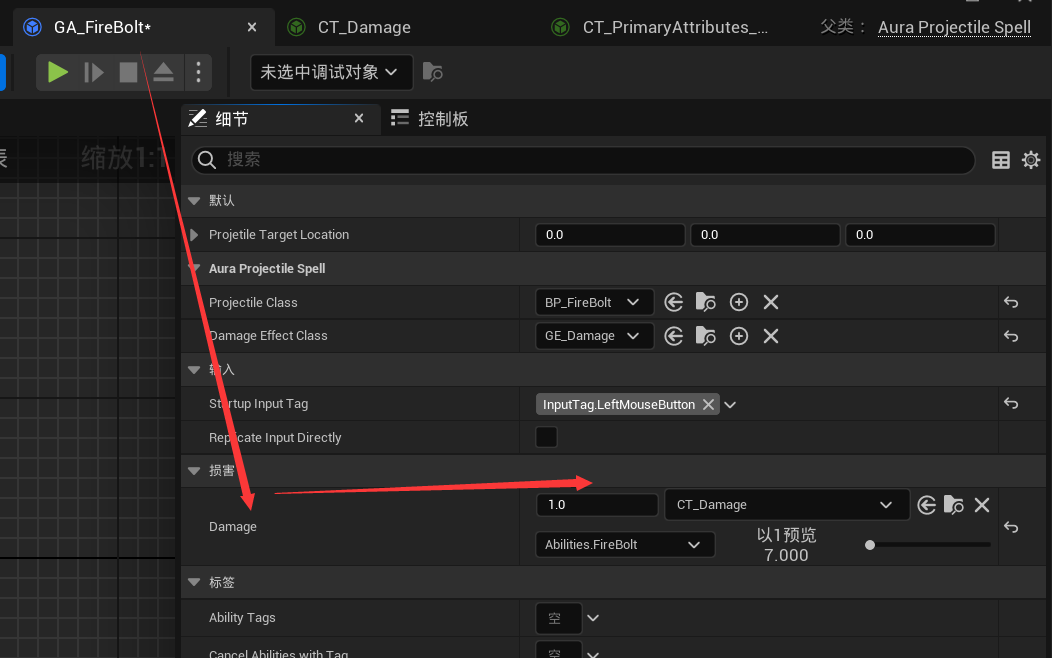 GA_FireBolt*
CT_Damage
CT_PrimaryAttributes_...
父类： Aura Projectile Spell
未选中调试对象
细节
控制板
表
缩放1:1
搜索
默认
Projetile Target Location 0.0 0.0 0.0
Aura Projectile Spell
Projectile Class BP_FireBolt
Damage Effect Class GE_Damage
输入
Startup Input Tag InputTag.LeftMouseButton
Replicate Input Directly
损害
1.0 CT_Damage
Damage
Abilities.FireBolt 以1预览
7.000
标签
Ability Tags 空
Cancel Abilities with Tag 空